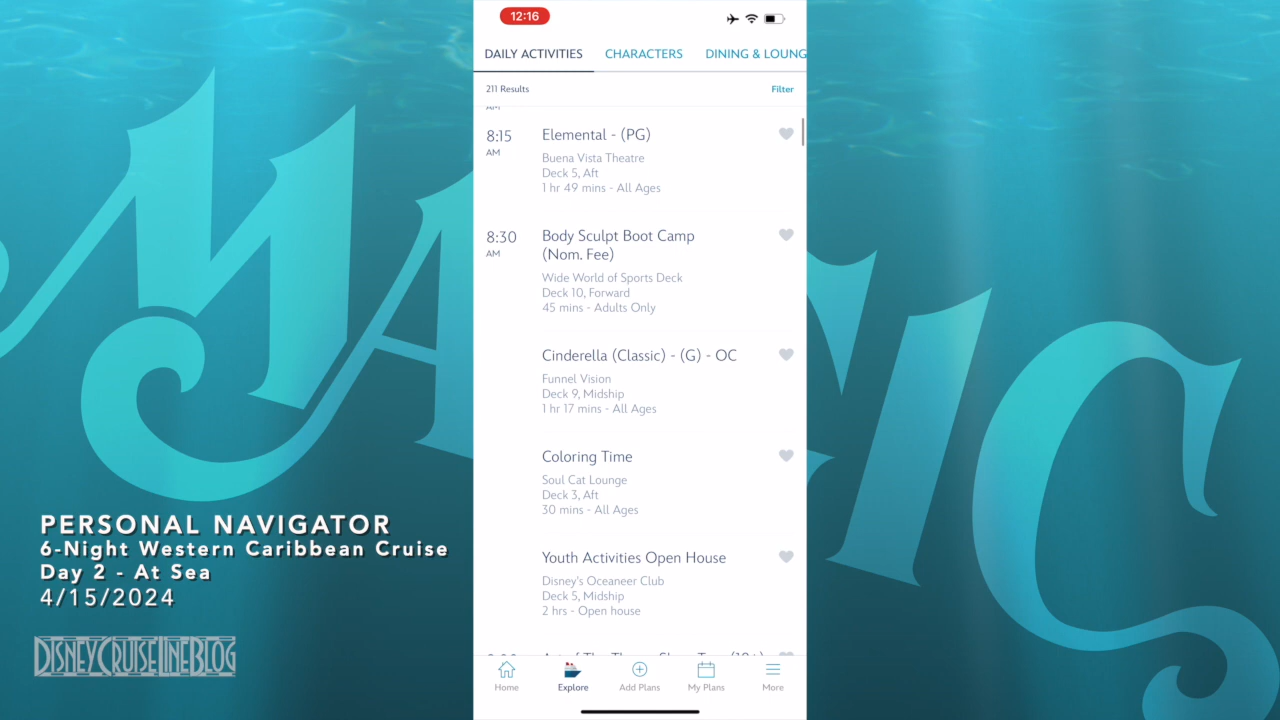 MAGIC
12:16
DAILY ACTIVITIES CHARACTERS DINING & LOUNG
211 Results Filter
AM
8:15 AM Elemental - (PG)
Buena Vista Theatre
Deck 5, Aft
1 hr 49 mins - All Ages
8:30 AM Body Sculpt Boot Camp
(Nom. Fee)
Wide World of Sports Deck
Deck 10, Forward
45 mins - Adults Only
Cinderella (Classic) - (G) - OC
Funnel Vision
Deck 9, Midship
1 hr 17 mins - All Ages
Coloring Time
Soul Cat Lounge
Deck 3, Aft
30 mins - All Ages
Youth Activities Open House
Disney's Oceaneer Club
Deck 5, Midship
2 hrs - Open house
Home Explore Add Plans My Plans More
PERSONAL NAVIGATOR
6-Night Western Caribbean Cruise
Day 2 - At Sea
4/15/2024
DISNEYCRUISELINEBLOG